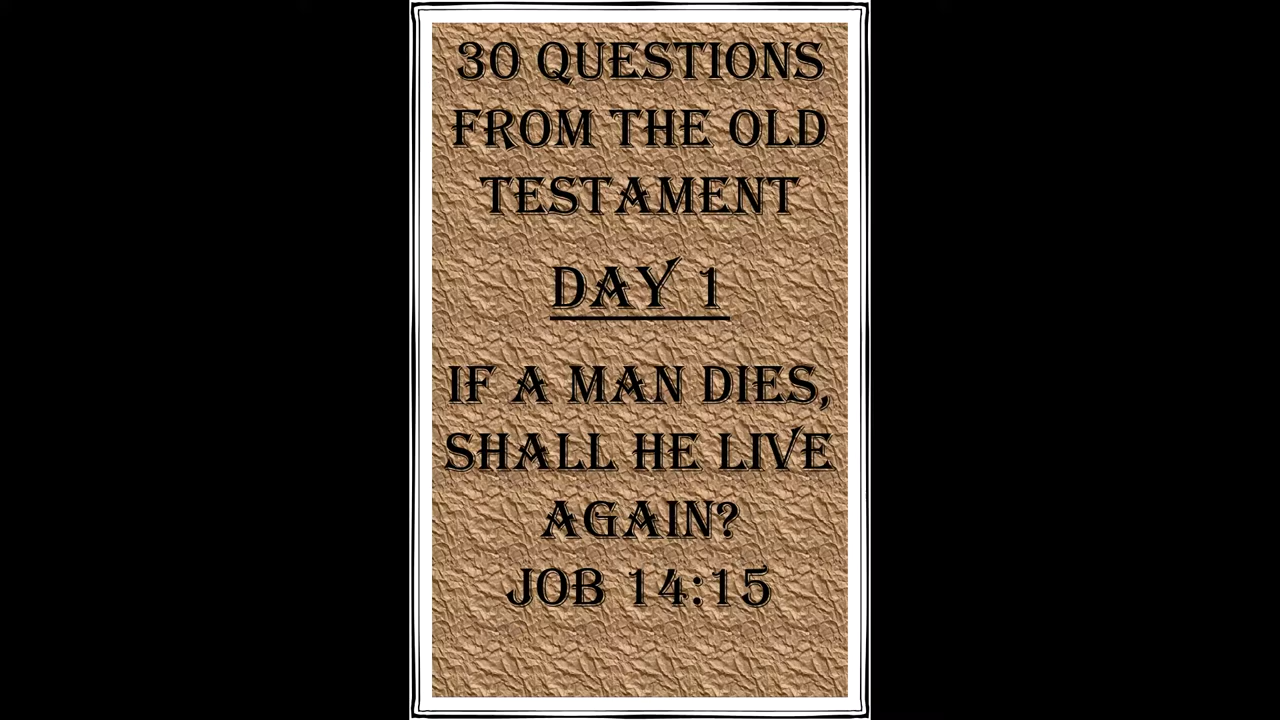 30 QUESTIONS
FROM THE OLD
TESTAMENT
DAY 1
IF A MAN DIES,
SHALL HE LIVE
AGAIN?
JOB 14:15